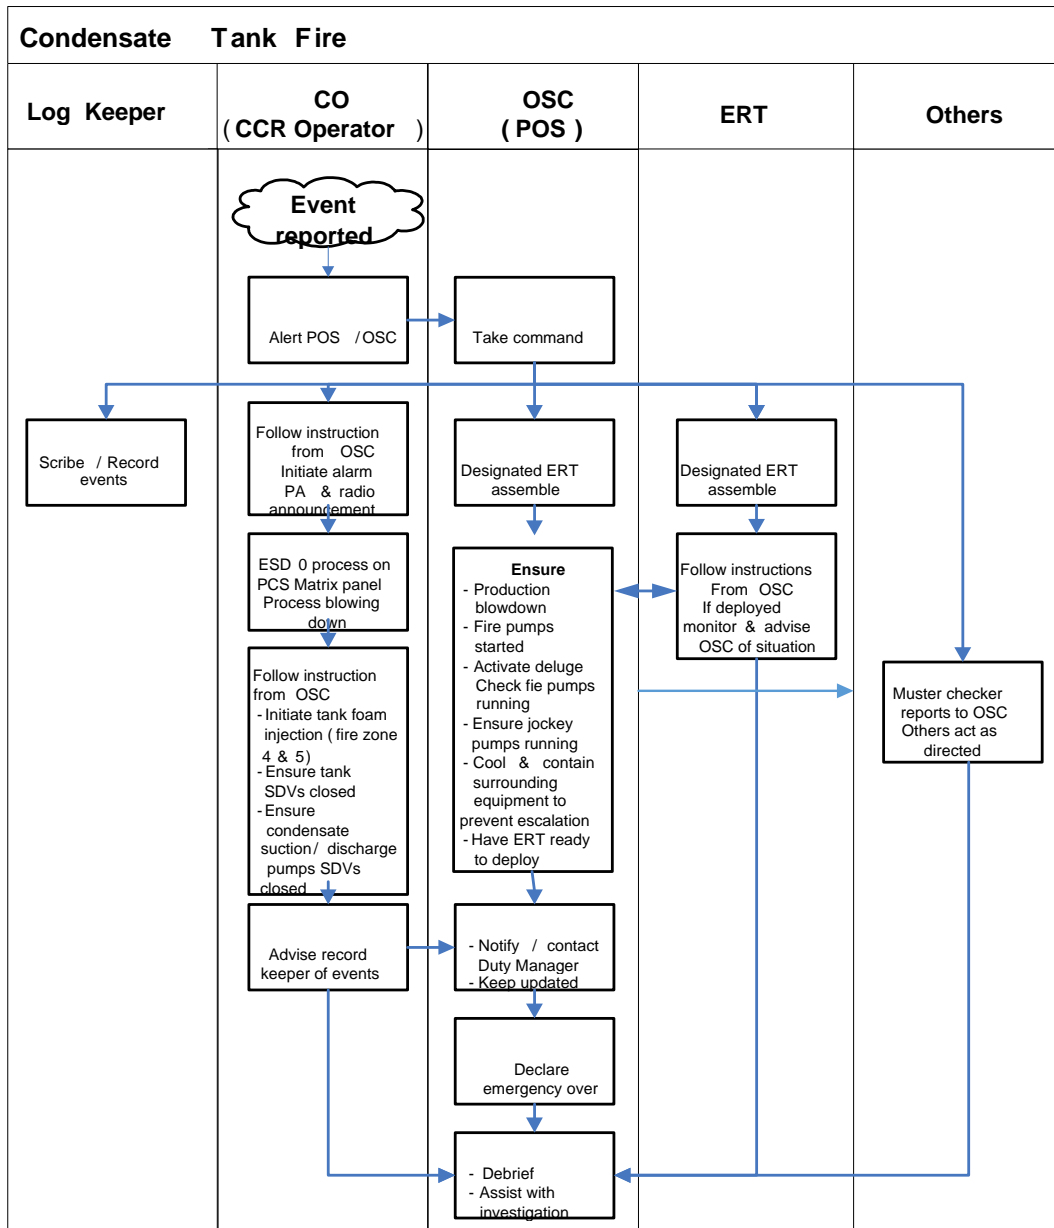 Condensate Tank Fire
Log Keeper
CO
( CCR Operator )
OSC
( POS )
ERT
Others
Event
reported
Alert POS / OSC
Take command
Scribe / Record
events
Follow instruction
from OSC
Initiate alarm
PA & radio
announcement
Designated ERT
assemble
Designated ERT
assemble
ESD 0 process on
PCS Matrix panel
Process blowing
down
Ensure
- Production
blowdown
- Fire pumps
started
- Activate deluge
Check fie pumps
running
- Ensure jockey
pumps running
- Cool & contain
surrounding
equipment to
prevent escalation
- Have ERT ready
to deploy
Follow instructions
From OSC
If deployed
monitor & advise
OSC of situation
Follow instruction
from OSC
- Initiate tank foam
injection ( fire zone
4 & 5)
- Ensure tank
SDVs closed
- Ensure
condensate
suction / discharge
pumps SDVs
closed
Muster checker
reports to OSC
Others act as
directed
Advise record
keeper of events
- Notify / contact
Duty Manager
- Keep updated
Declare
emergency over
- Debrief
- Assist with
investigation